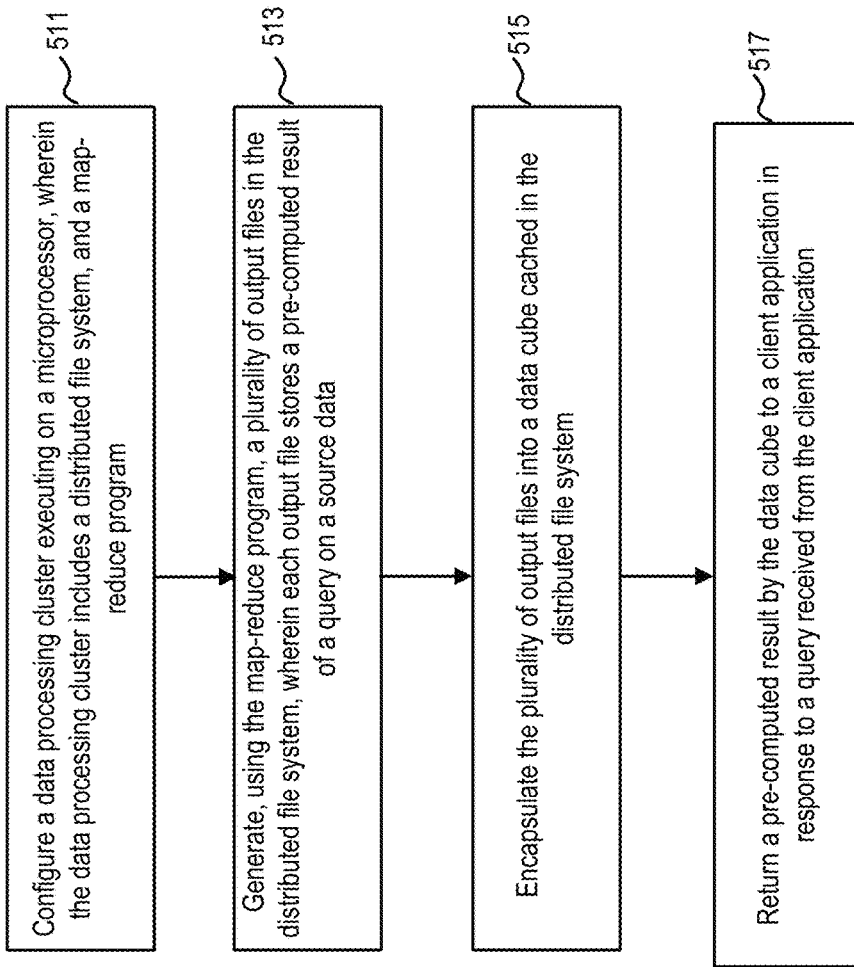 Configure a data processing cluster executing on a microprocessor, wherein
the data processing cluster includes a distributed file system, and a map-
reduce program
511
Generate, using the map-reduce program, a plurality of output files in the
distributed file system, wherein each output file stores a pre-computed result
of a query on a source data
513
Encapsulate the plurality of output files into a data cube cached in the
distributed file system
515
Return a pre-computed result by the data cube to a client application in
response to a query received from the client application
517